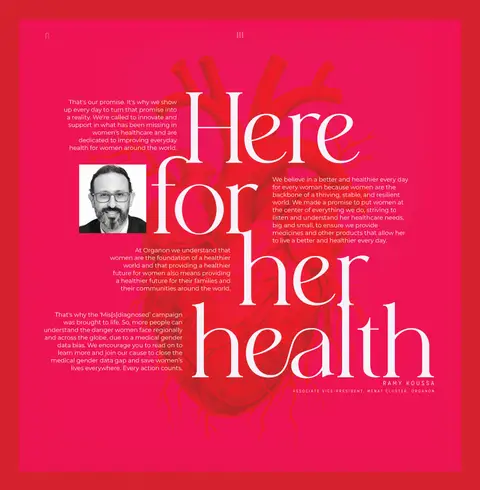 III
Here
for
her
health
That's our promise. It's why we show
up every day to turn that promise into
a reality. We're called to innovate and
support in what has been missing in
women's healthcare and are
dedicated to improving everyday
health for women around the world.
We believe in a better and healthier every day
for every woman because women are the
backbone of a thriving, stable, and resilient
world. We made a promise to put women at
the center of everything we do, striving to
listen and understand her healthcare needs,
big and small, to ensure we provide
medicines and other products that allow her
to live a better and healthier every day.
At Organon we understand that
women are the foundation of a healthier
world and that providing a healthier
future for women also means providing
a healthier future for their families and
their communities around the world.
That's why the 'Mis[s]diagnosed' campaign
was brought to life. So, more people can
understand the danger women face regionally
and across the globe, due to a medical gender
data bias. We encourage you to read on to
learn more and join our cause to close the
medical gender data gap and save women's
lives everywhere. Every action counts.
RAMY KOUSSA
ASSOCIATE VICE-PRESIDENT, MENAT CLUSTER, ORGANON